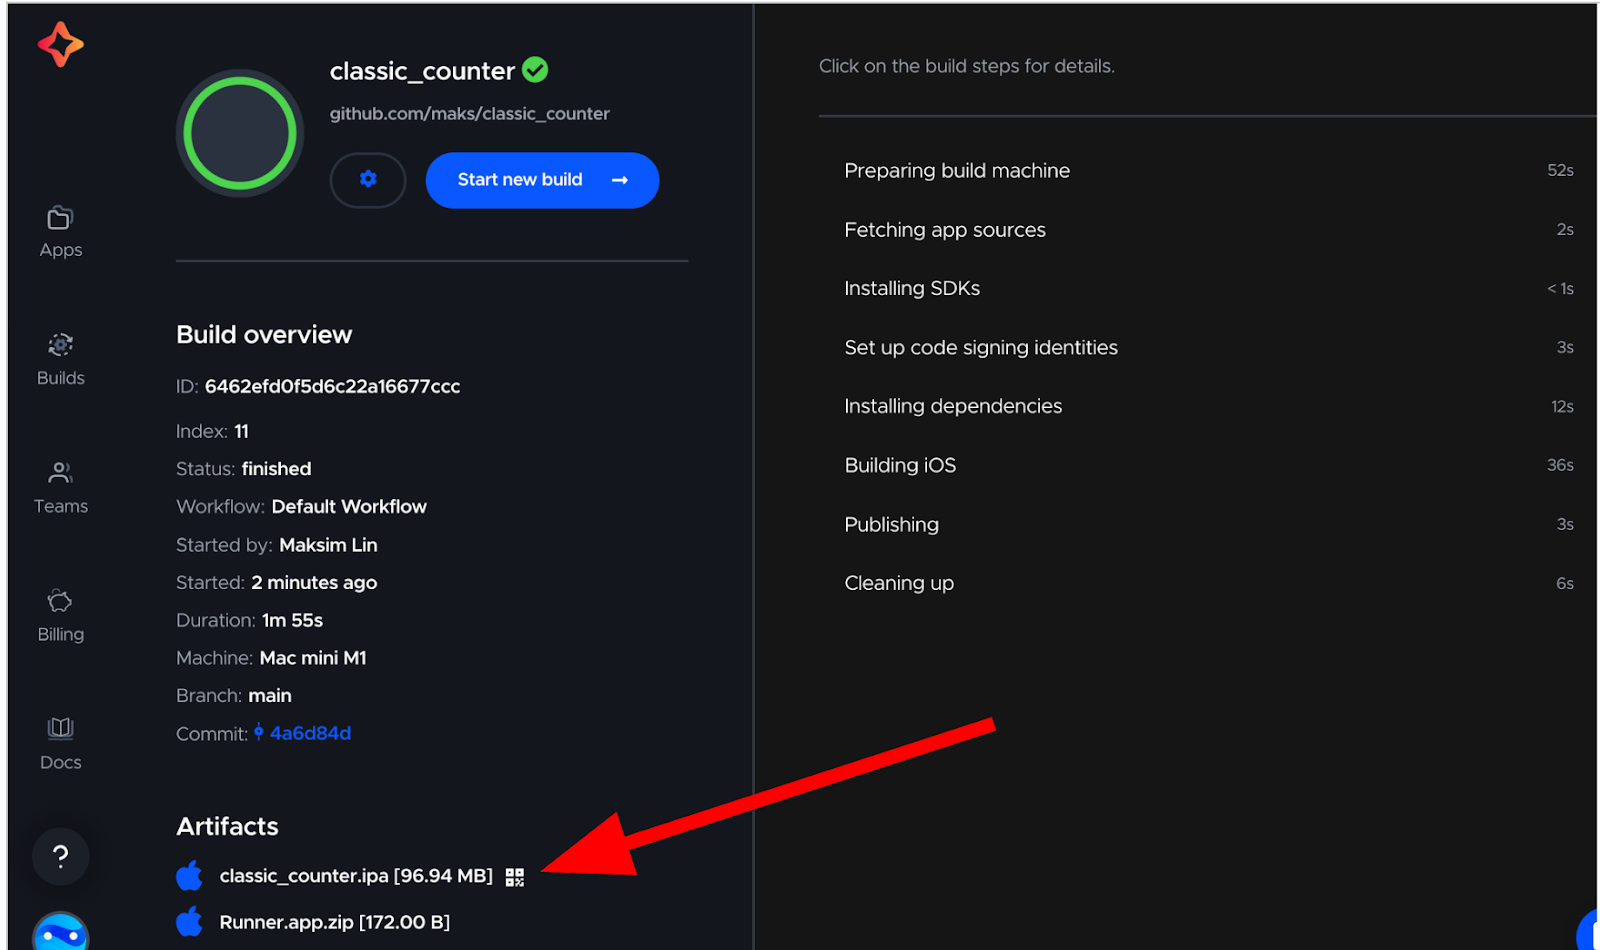 classic_counter
github.com/maks/classic_counter
Start new build →
Apps
Builds
Teams
Billing
Docs
?
Build overview
ID: 6462efd0f5d6c22a16677ccc
Index: 11
Status: finished
Workflow: Default Workflow
Started by: Maksim Lin
Started: 2 minutes ago
Duration: 1m 55s
Machine: Mac mini M1
Branch: main
Commit: 4a6d84d
Artifacts
classic_counter.ipa [96.94 MB]
Runner.app.zip [172.00 B]
Click on the build steps for details.
Preparing build machine 52s
Fetching app sources 2s
Installing SDKs < 1s
Set up code signing identities 3s
Installing dependencies 12s
Building iOS 36s
Publishing 3s
Cleaning up 6s